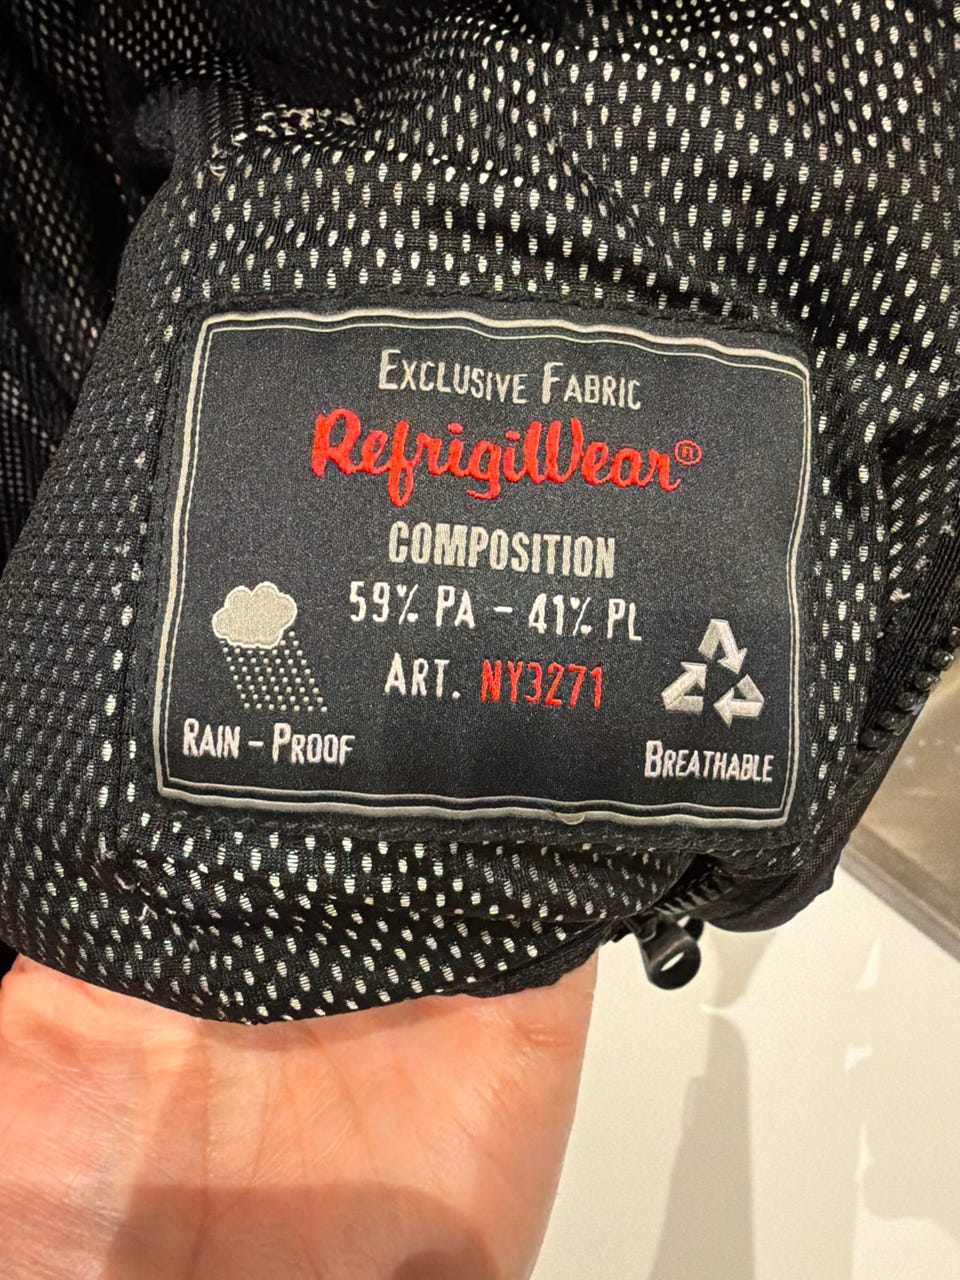 EXCLUSIVE FABRIC
RefrigiWear®
COMPOSITION
59% PA - 41% PL
ART. NY3271
RAIN - PROOF
BREATHABLE